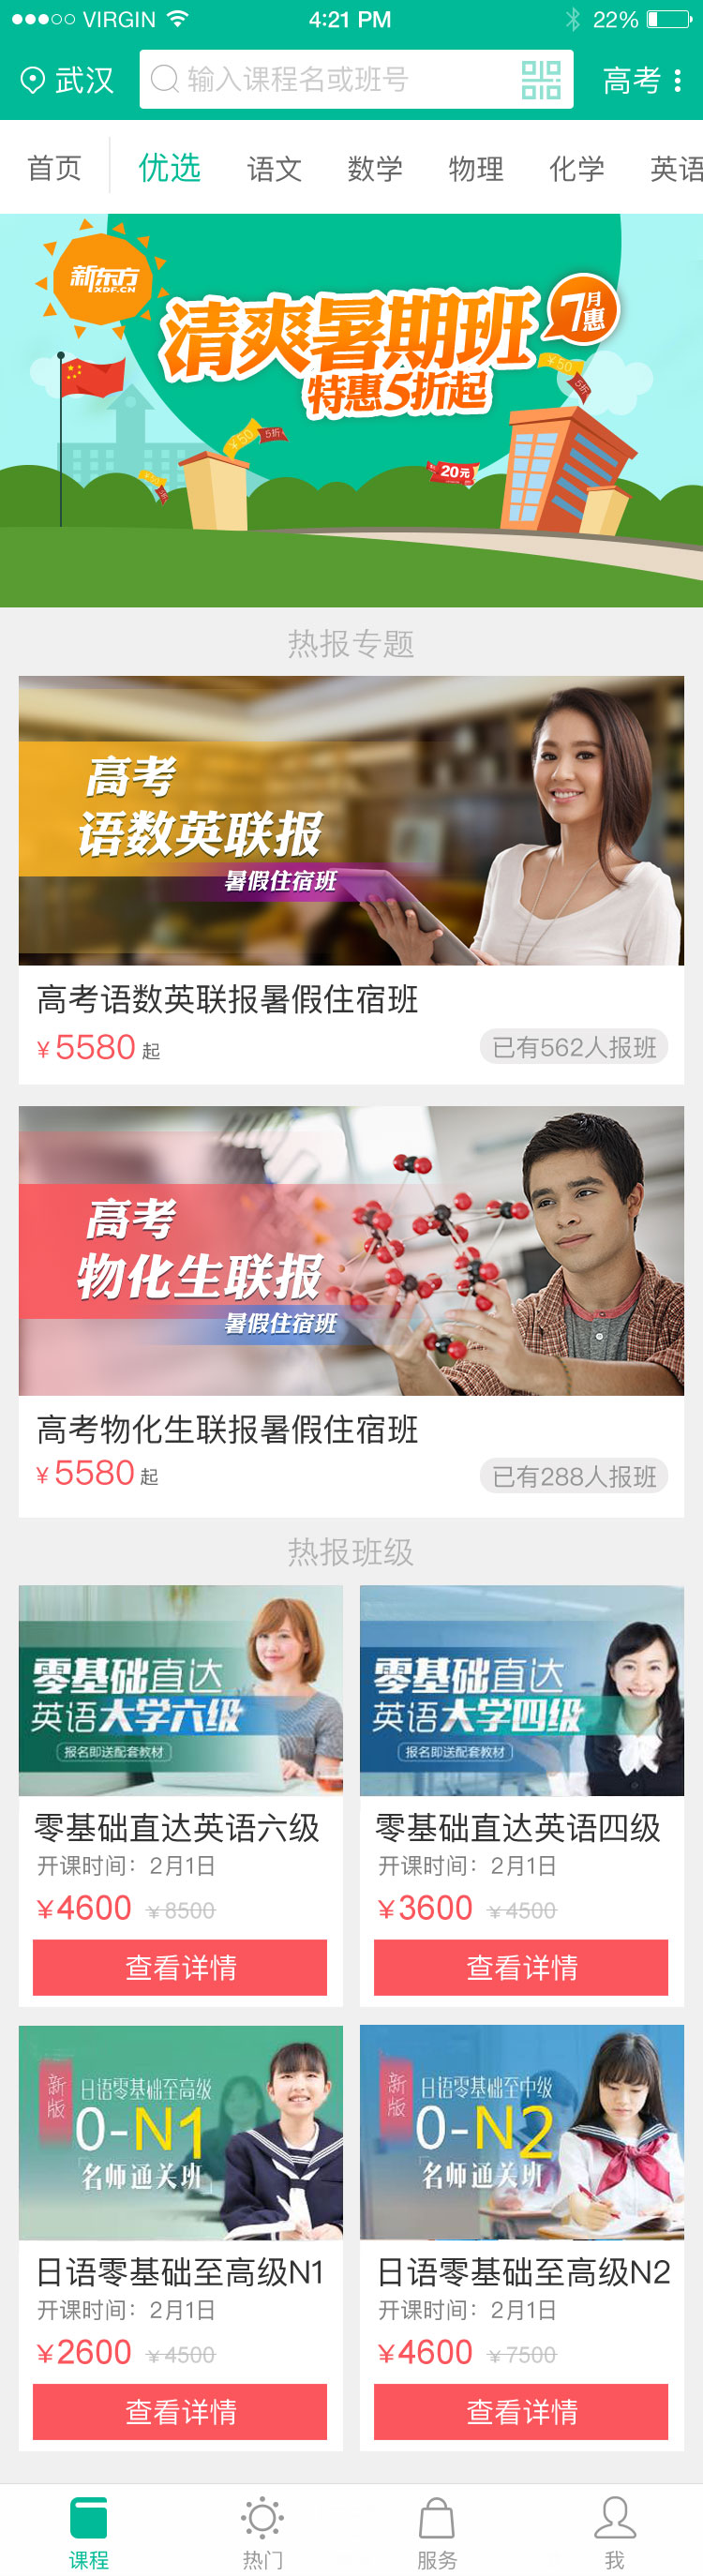 VIRGIN
4:21 PM
22%
武汉
输入课程名或班号
高考
首页
优选
语文
数学
物理
化学
英语
新东方
XDF.CN
清爽暑期班
7月惠
特惠5折起
¥50
5折
¥50
5折
20元
热报专题
高考
语数英联报
暑假住宿班
高考语数英联报暑假住宿班
¥5580起
已有562人报班
高考
物化生联报
暑假住宿班
高考物化生联报暑假住宿班
¥5580起
已有288人报班
热报班级
零基础直达
英语大学六级
报名即送配套教材
零基础直达英语六级
开课时间：2月1日
¥4600 ¥8500
查看详情
零基础直达
英语大学四级
报名即送配套教材
零基础直达英语四级
开课时间：2月1日
¥3600 ¥4500
查看详情
新版
日语零基础至高级
0-N1
名师通关班
日语零基础至高级N1
开课时间：2月1日
¥2600 ¥4500
查看详情
新版
日语零基础至中级
0-N2
名师通关班
日语零基础至高级N2
开课时间：2月1日
¥4600 ¥7500
查看详情
课程
热门
服务
我